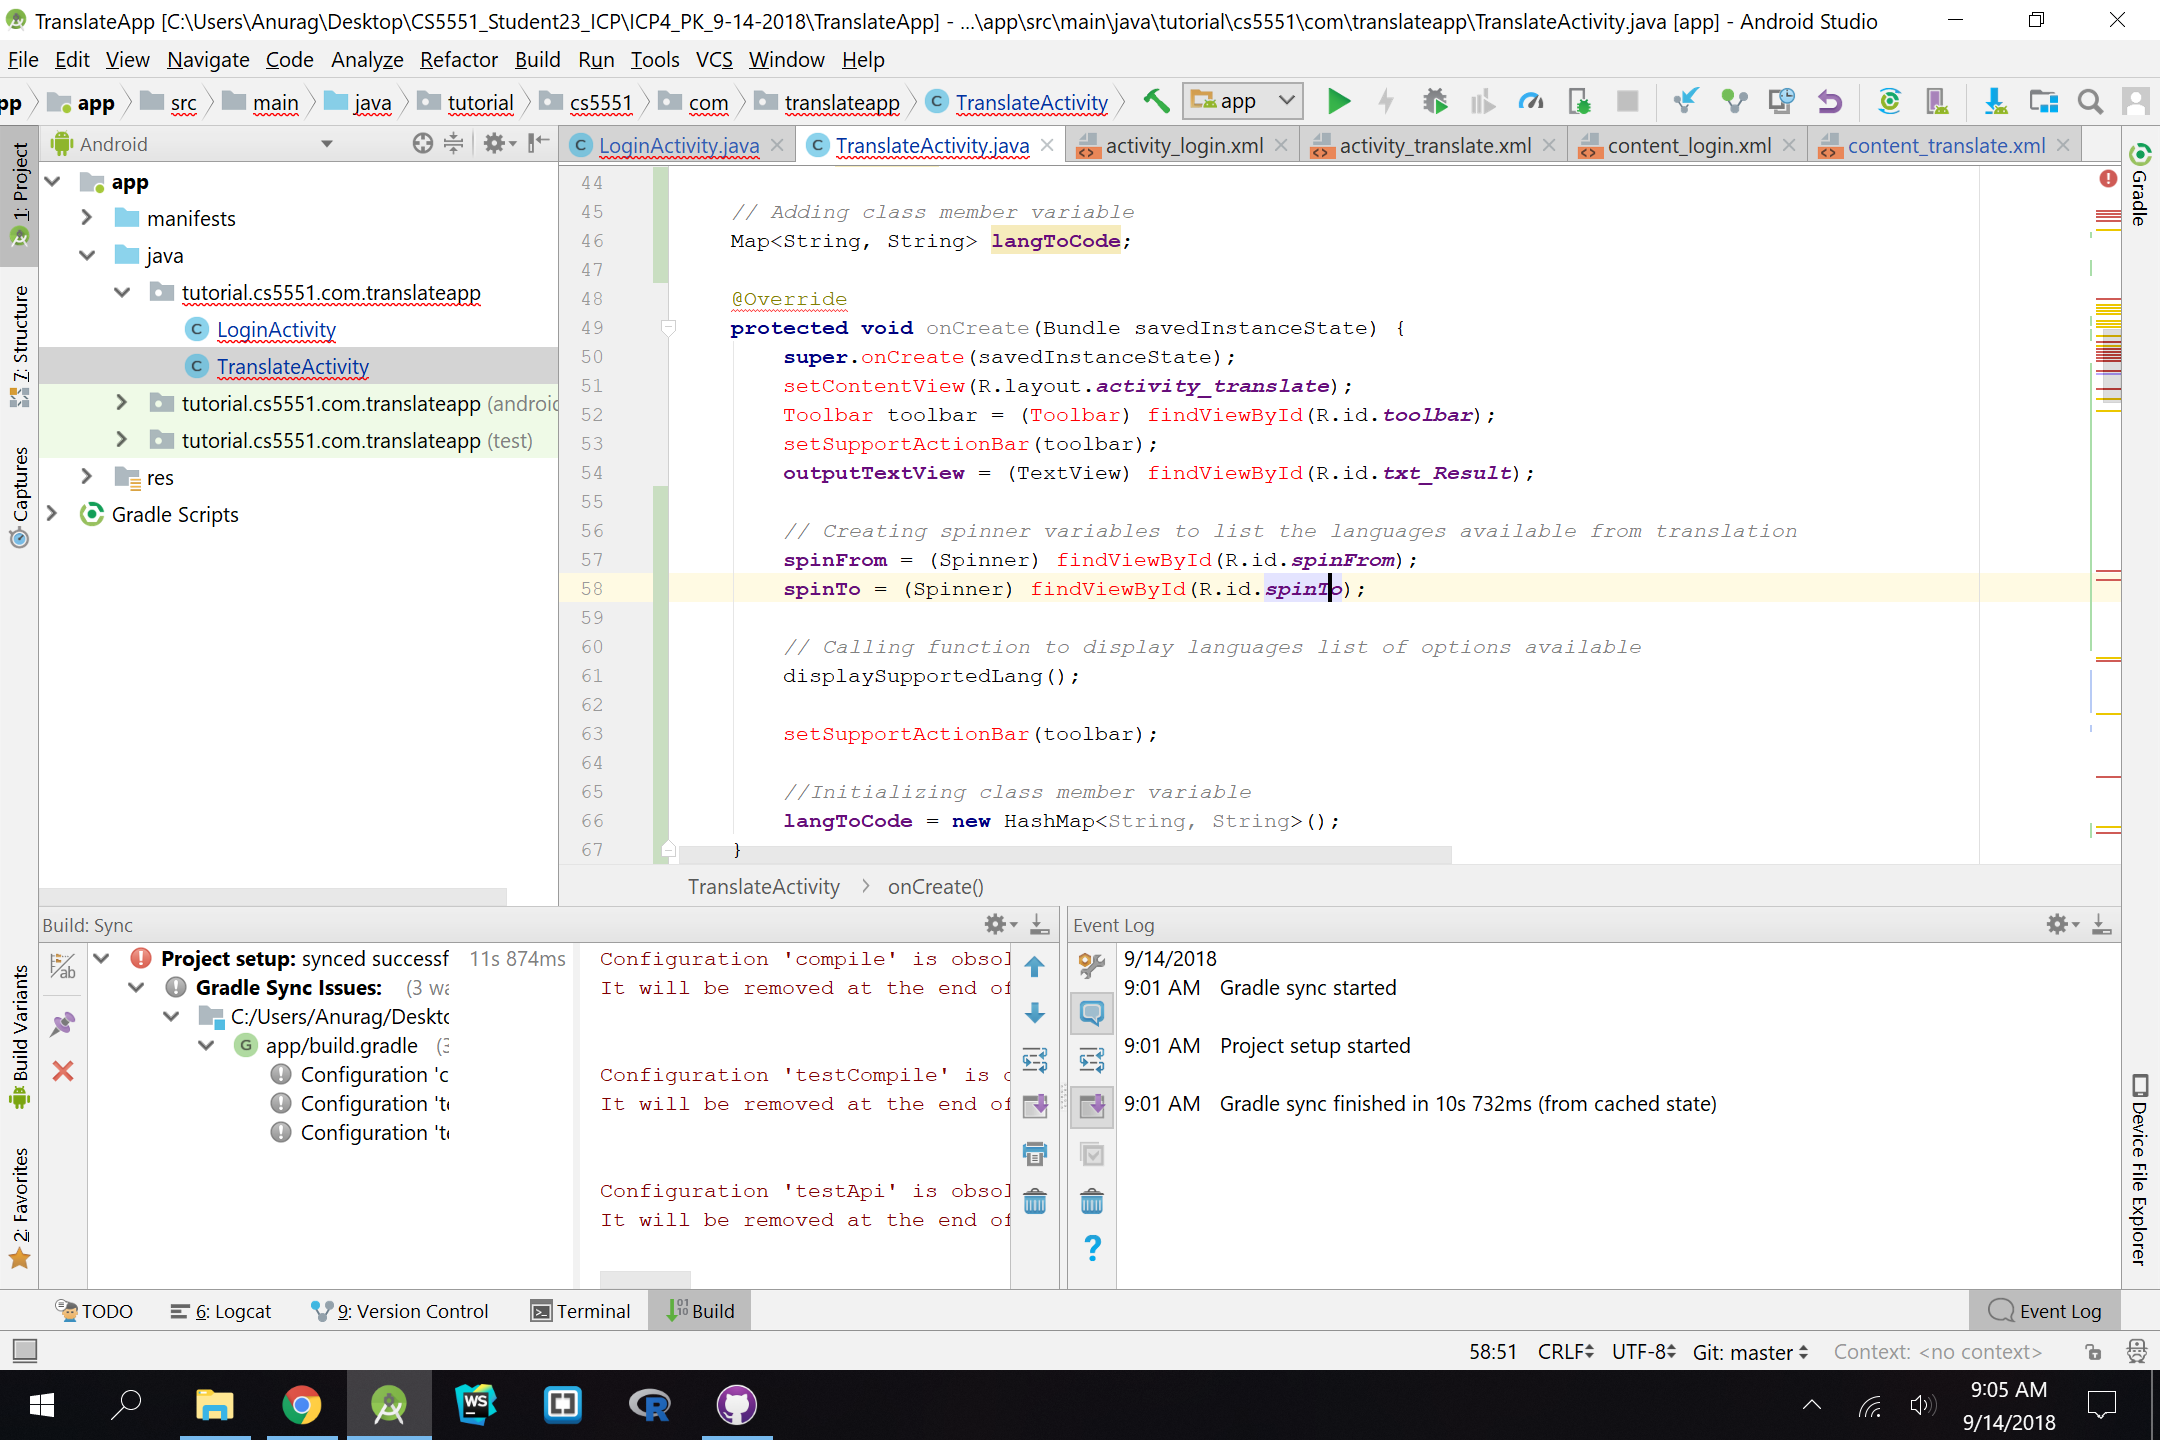 TranslateApp [C:\Users\Anurag\Desktop\CS5551_Student23_ICP\ICP4_PK_9-14-2018\TranslateApp] - ...\app\src\main\java\tutorial\cs5551\com\translateapp\TranslateActivity.java [app] - Android Studio
File Edit View Navigate Code Analyze Refactor Build Run Tools VCS Window Help
pp app src main java tutorial cs5551 com translateapp TranslateActivity app
Android
LoginActivity.java TranslateActivity.java activity_login.xml activity_translate.xml content_login.xml content_translate.xml
1: Project
7: Structure
Captures
Build Variants
2: Favorites
app
manifests
java
tutorial.cs5551.com.translateapp
LoginActivity
TranslateActivity
tutorial.cs5551.com.translateapp (androic
tutorial.cs5551.com.translateapp (test)
res
Gradle Scripts
44
45 // Adding class member variable
46 Map<String, String> langToCode;
47
48 @Override
49 protected void onCreate(Bundle savedInstanceState) {
50 super.onCreate(savedInstanceState);
51 setContentView(R.layout.activity_translate);
52 Toolbar toolbar = (Toolbar) findViewById(R.id.toolbar);
53 setSupportActionBar(toolbar);
54 outputTextView = (TextView) findViewById(R.id.txt_Result);
55
56 // Creating spinner variables to list the languages available from translation
57 spinFrom = (Spinner) findViewById(R.id.spinFrom);
58 spinTo = (Spinner) findViewById(R.id.spinTo);
59
60 // Calling function to display languages list of options available
61 displaySupportedLang();
62
63 setSupportActionBar(toolbar);
64
65 //Initializing class member variable
66 langToCode = new HashMap<String, String>();
67 }
TranslateActivity onCreate()
Gradle
Device File Explorer
Build: Sync
Project setup: synced successf 11s 874ms
Gradle Sync Issues: (3 wa
C:/Users/Anurag/Deskto
app/build.gradle (3
Configuration 'c
Configuration 'te
Configuration 'te
Configuration 'compile' is obsol
It will be removed at the end of
Configuration 'testCompile' is o
It will be removed at the end of
Configuration 'testApi' is obsol
It will be removed at the end of
Event Log
9/14/2018
9:01 AM Gradle sync started
9:01 AM Project setup started
9:01 AM Gradle sync finished in 10s 732ms (from cached state)
TODO 6: Logcat 9: Version Control Terminal Build Event Log
58:51 CRLF UTF-8 Git: master Context: <no context>
WS
R
9:05 AM
9/14/2018